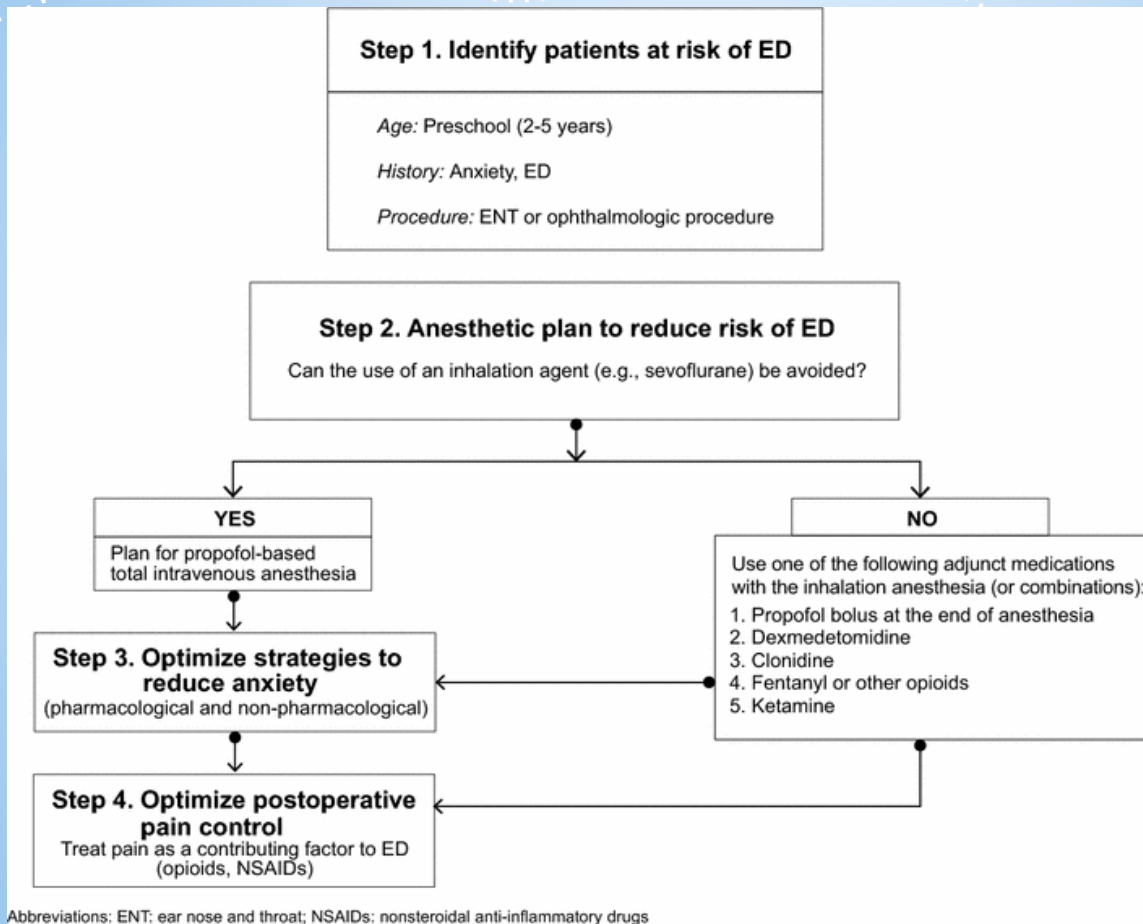 Step 1. Identify patients at risk of ED
Age: Preschool (2-5 years)
History: Anxiety, ED
Procedure: ENT or ophthalmologic procedure
Step 2. Anesthetic plan to reduce risk of ED
Can the use of an inhalation agent (e.g., sevoflurane) be avoided?
YES
Plan for propofol-based
total intravenous anesthesia
NO
Use one of the following adjunct medications
with the inhalation anesthesia (or combinations):
1. Propofol bolus at the end of anesthesia
2. Dexmedetomidine
3. Clonidine
4. Fentanyl or other opioids
5. Ketamine
Step 3. Optimize strategies to
reduce anxiety
(pharmacological and non-pharmacological)
Step 4. Optimize postoperative
pain control
Treat pain as a contributing factor to ED
(opioids, NSAIDs)
Abbreviations: ENT: ear nose and throat; NSAIDs: nonsteroidal anti-inflammatory drugs